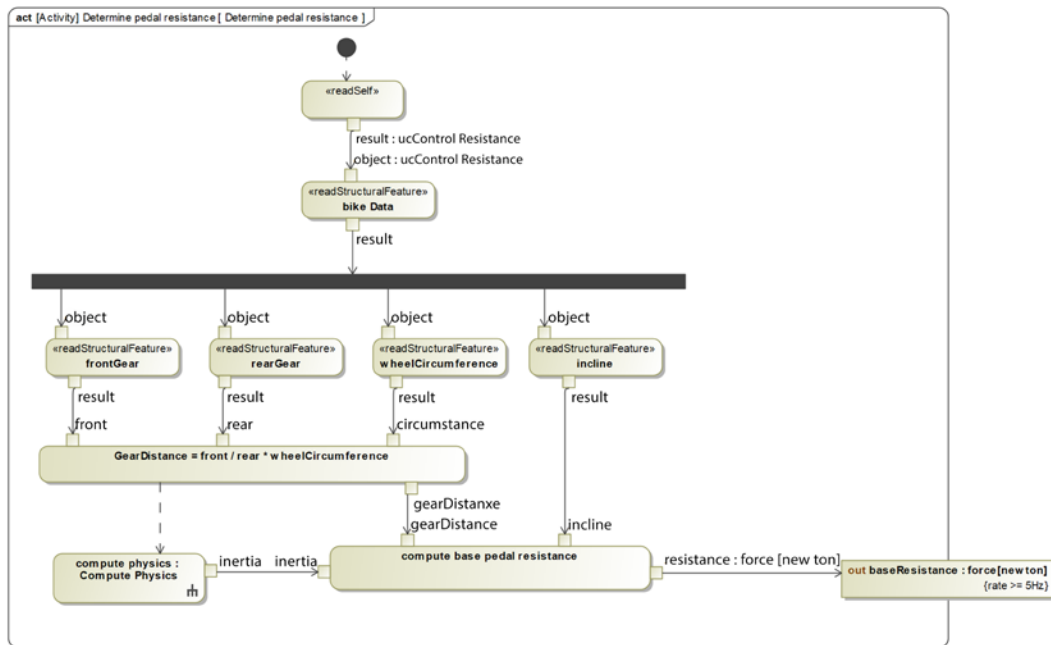 act [Activity] Determine pedal resistance [ Determine pedal resistance ]
«readSelf»
result : ucControl Resistance
object : ucControl Resistance
«readStructuralFeature»
bike Data
result
object object object object
«readStructuralFeature» «readStructuralFeature» «readStructuralFeature» «readStructuralFeature»
frontGear rearGear wheelCircumference incline
result result result result
front rear circumstance
GearDistance = front / rear * wheelCircumference
gearDistanxe
gearDistance incline
compute physics :
Compute Physics
inertia inertia
compute base pedal resistance
resistance : force [new ton]
out baseResistance : force[newton]
{rate >= 5Hz}